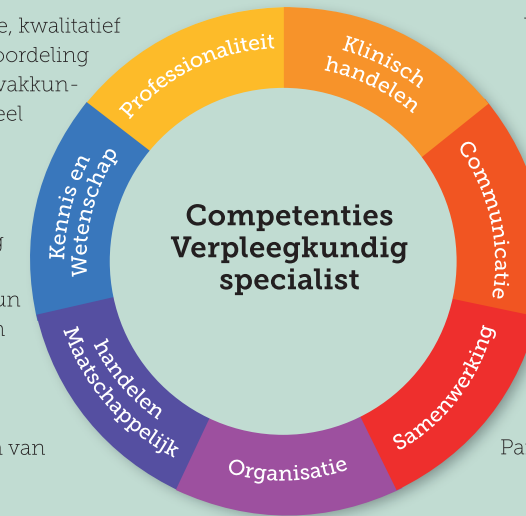 e, kwalitatief
oordeling
vakkun-
eel
g
un
n
n van
Competenties
Verpleegkundig
specialist
Klinisch
handelen
Communicatie
Samenwerking
Pa
Organisatie
Maatschappelijk
handelen
Kennis en
Wetenschap
Professionaliteit